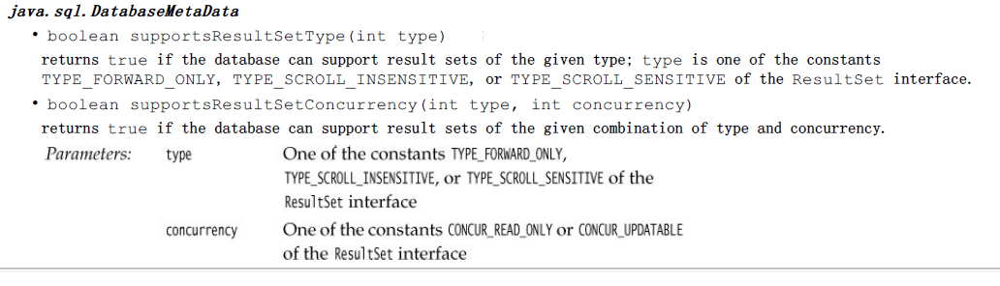 java.sql.DatabaseMetaData
• boolean supportsResultSetType(int type)
returns true if the database can support result sets of the given type; type is one of the constants
TYPE_FORWARD_ONLY, TYPE_SCROLL_INSENSITIVE, or TYPE_SCROLL_SENSITIVE of the ResultSet interface.
• boolean supportsResultSetConcurrency(int type, int concurrency)
returns true if the database can support result sets of the given combination of type and concurrency.
Parameters: type One of the constants TYPE_FORWARD_ONLY,
TYPE_SCROLL_INSENSITIVE, or TYPE_SCROLL_SENSITIVE of the
ResultSet interface
concurrency One of the constants CONCUR_READ_ONLY or CONCUR_UPDATABLE
of the ResultSet interface